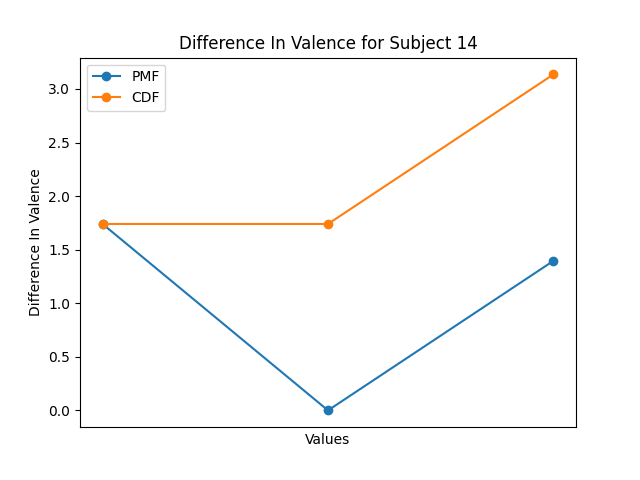 Difference In Valence for Subject 14
PMF
CDF
3.0
2.5
2.0
1.5
1.0
0.5
0.0
Difference In Valence
Values